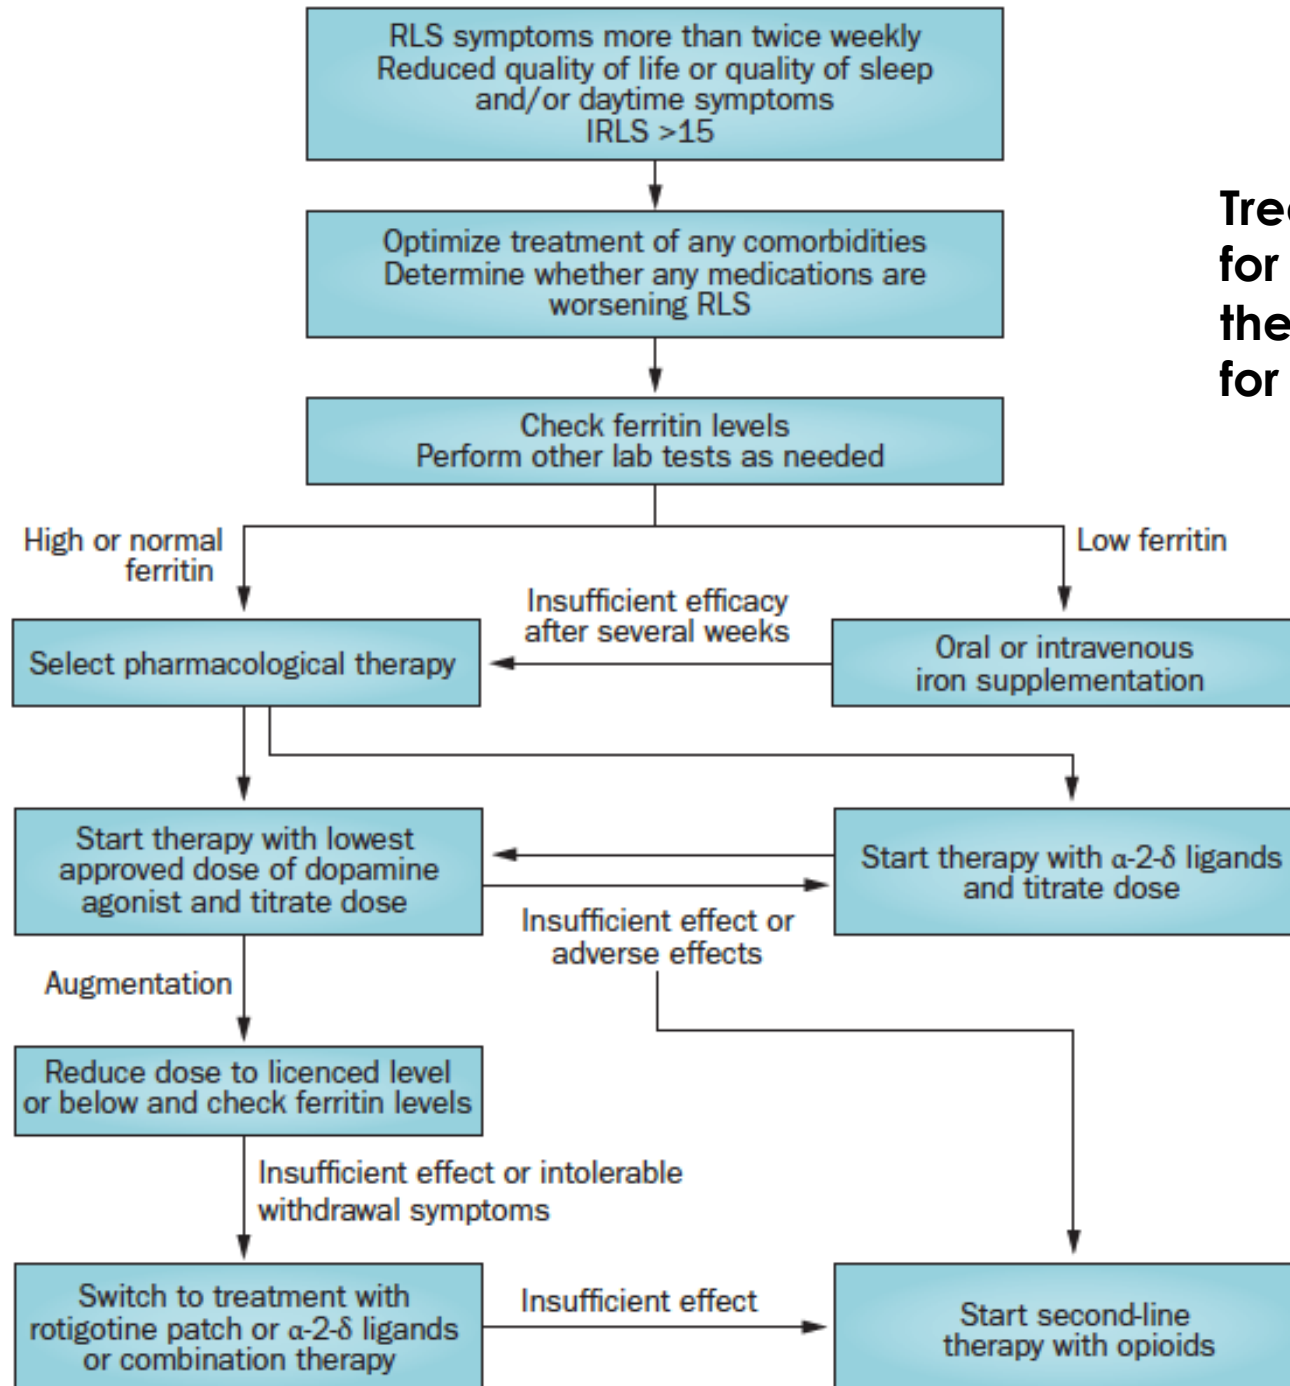 RLS symptoms more than twice weekly
Reduced quality of life or quality of sleep
and/or daytime symptoms
IRLS >15
Optimize treatment of any comorbidities
Determine whether any medications are
worsening RLS
for
the
for
Check ferritin levels
Perform other lab tests as needed
High or normal
ferritin
Low ferritin
Insufficient efficacy
after several weeks
Select pharmacological therapy
Oral or intravenous
iron supplementation
Start therapy with lowest
approved dose of dopamine
agonist and titrate dose
Start therapy with α-2-δ ligands
and titrate dose
Insufficient effect or
adverse effects
Augmentation
Reduce dose to licenced level
or below and check ferritin levels
Insufficient effect or intolerable
withdrawal symptoms
Switch to treatment with
rotigotine patch or α-2-δ ligands
or combination therapy
Insufficient effect
Start second-line
therapy with opioids